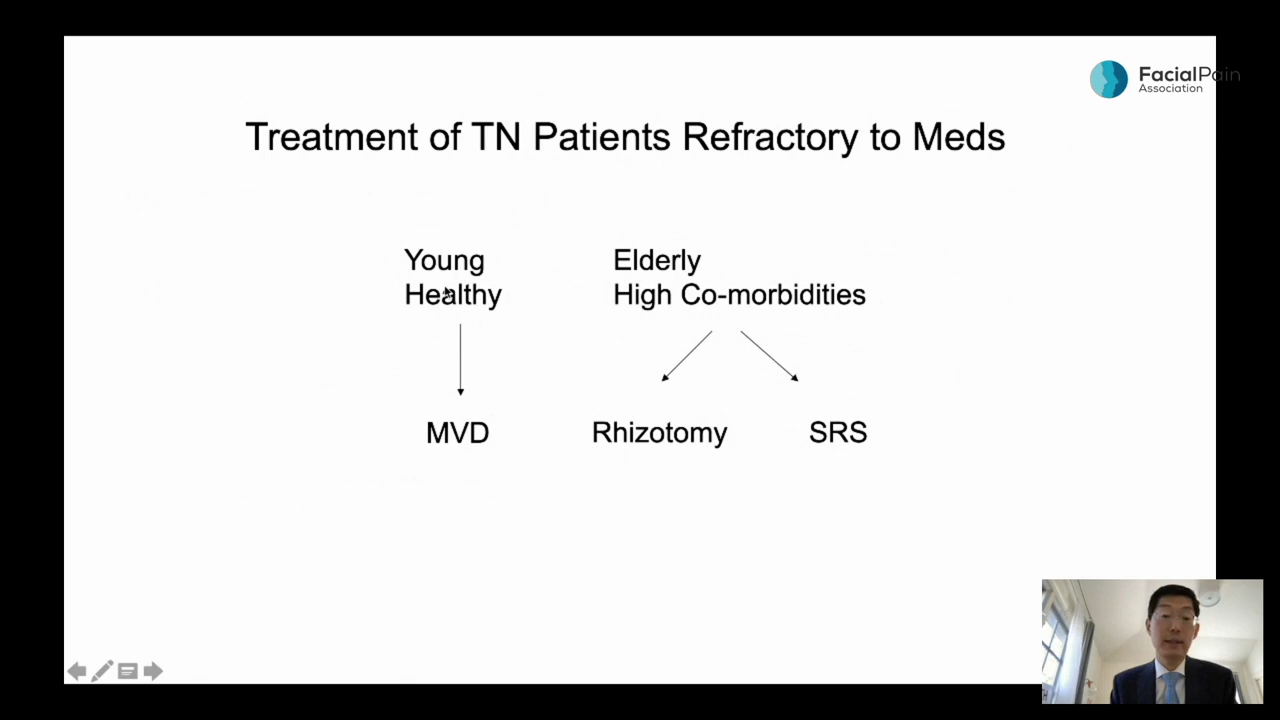 FacialPain
Association
Treatment of TN Patients Refractory to Meds
Young
Healthy
Elderly
High Co-morbidities
MVD
Rhizotomy
SRS